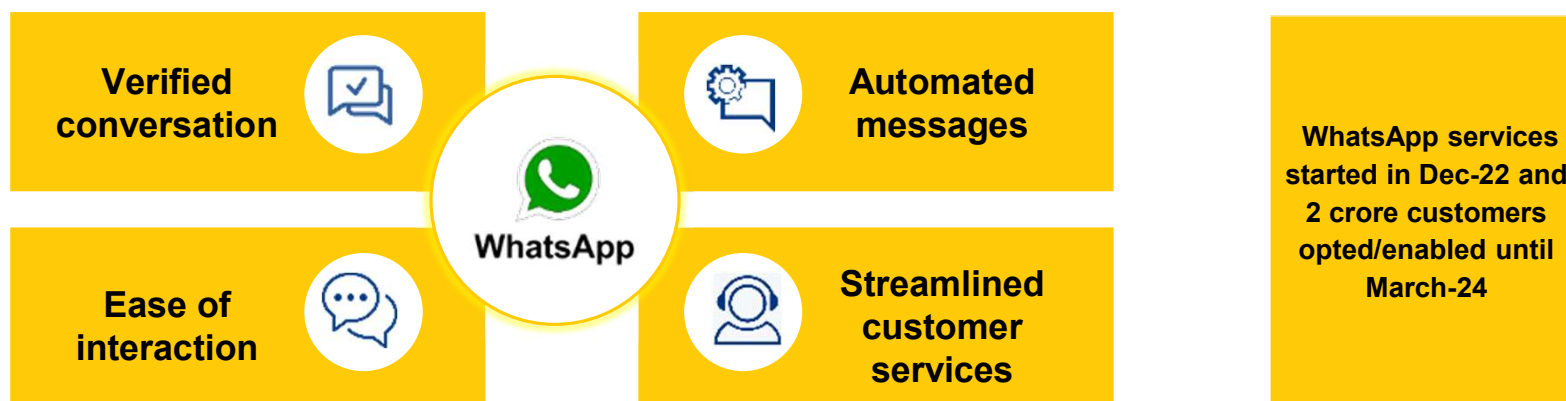 Verified
conversation
Automated
messages
WhatsApp
Ease of
interaction
Streamlined
customer
services
WhatsApp services
started in Dec-22 and
2 crore customers
opted/enabled until
March-24